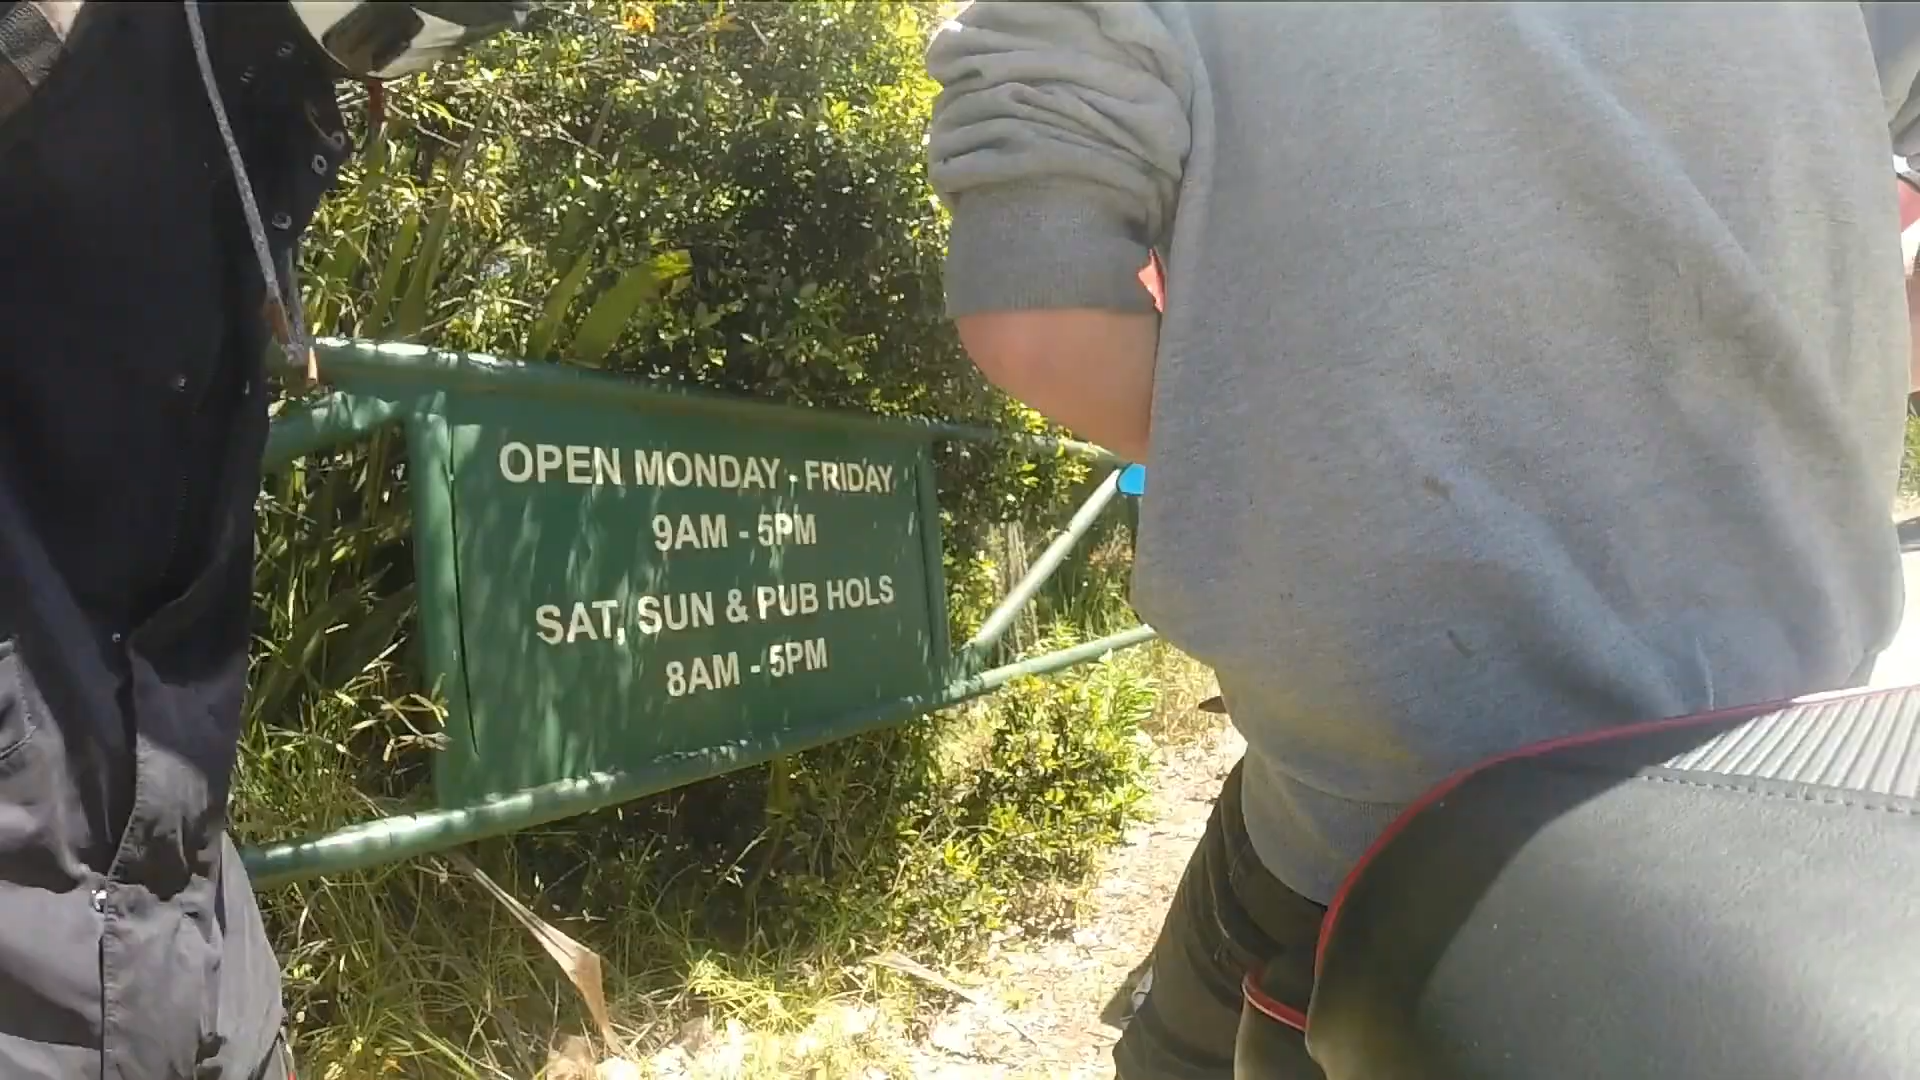 OPEN MONDAY - FRIDAY
9AM - 5PM
SAT, SUN & PUB HOLS
8AM - 5PM